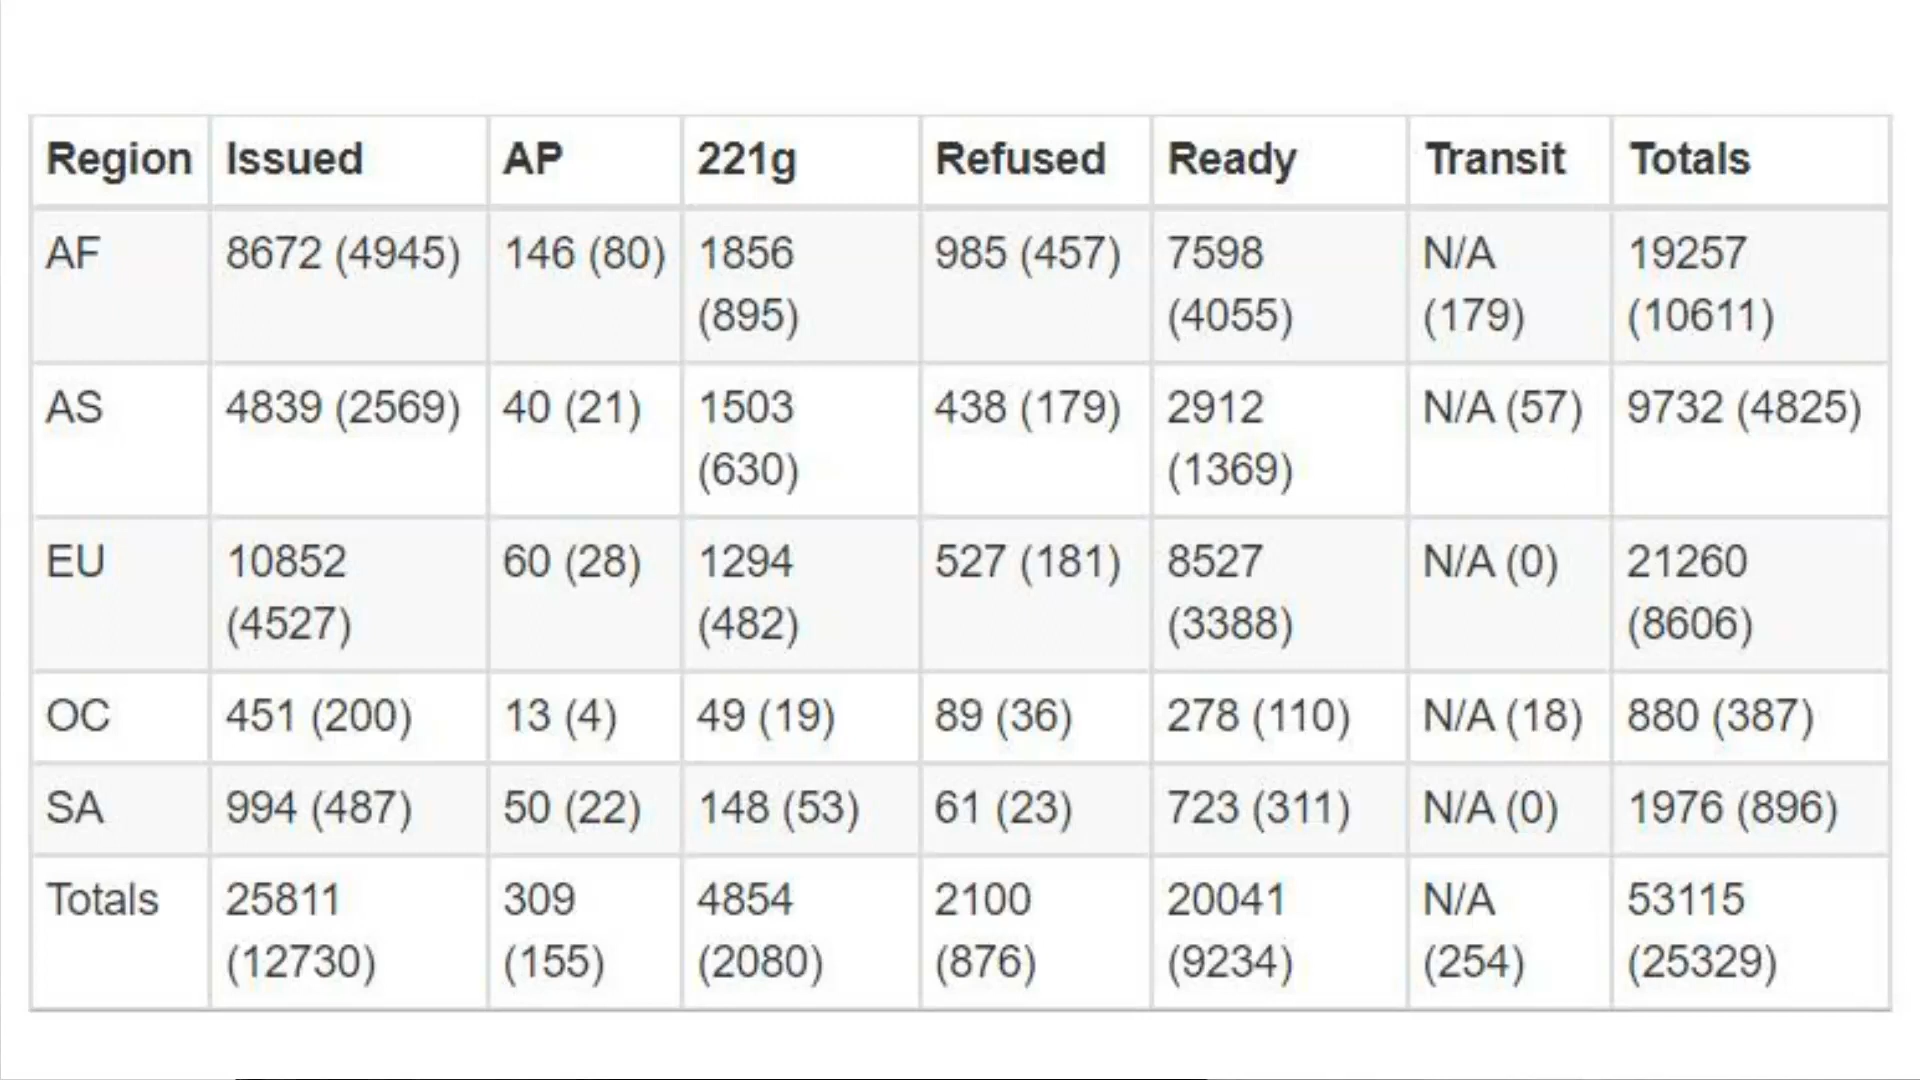 Region Issued AP 221g Refused Ready Transit Totals
AF 8672 (4945) 146 (80) 1856 (895) 985 (457) 7598 (4055) N/A (179) 19257 (10611)
AS 4839 (2569) 40 (21) 1503 (630) 438 (179) 2912 (1369) N/A (57) 9732 (4825)
EU 10852 (4527) 60 (28) 1294 (482) 527 (181) 8527 (3388) N/A (0) 21260 (8606)
OC 451 (200) 13 (4) 49 (19) 89 (36) 278 (110) N/A (18) 880 (387)
SA 994 (487) 50 (22) 148 (53) 61 (23) 723 (311) N/A (0) 1976 (896)
Totals 25811 (12730) 309 (155) 4854 (2080) 2100 (876) 20041 (9234) N/A (254) 53115 (25329)